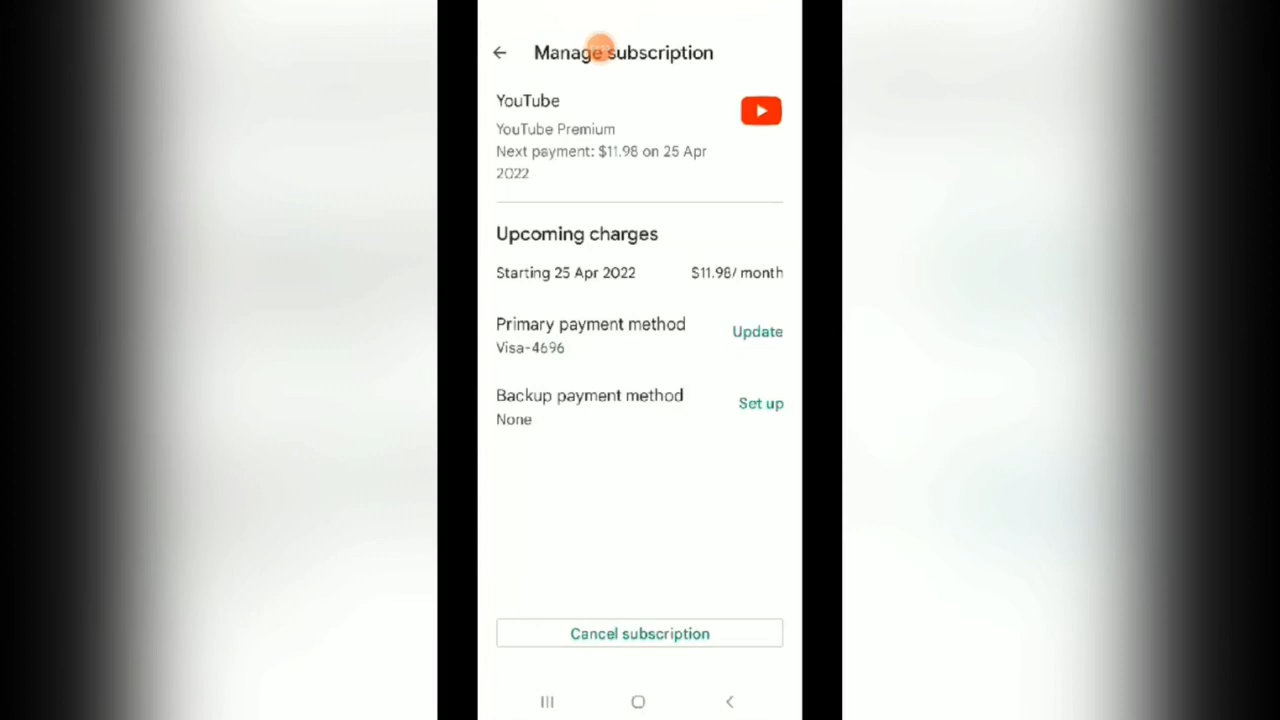 Manage subscription
YouTube
YouTube Premium
Next payment: $11.98 on 25 Apr
2022
Upcoming charges
Starting 25 Apr 2022 $11.98/ month
Primary payment method
Update
Visa-4696
Backup payment method
Set up
None
Cancel subscription